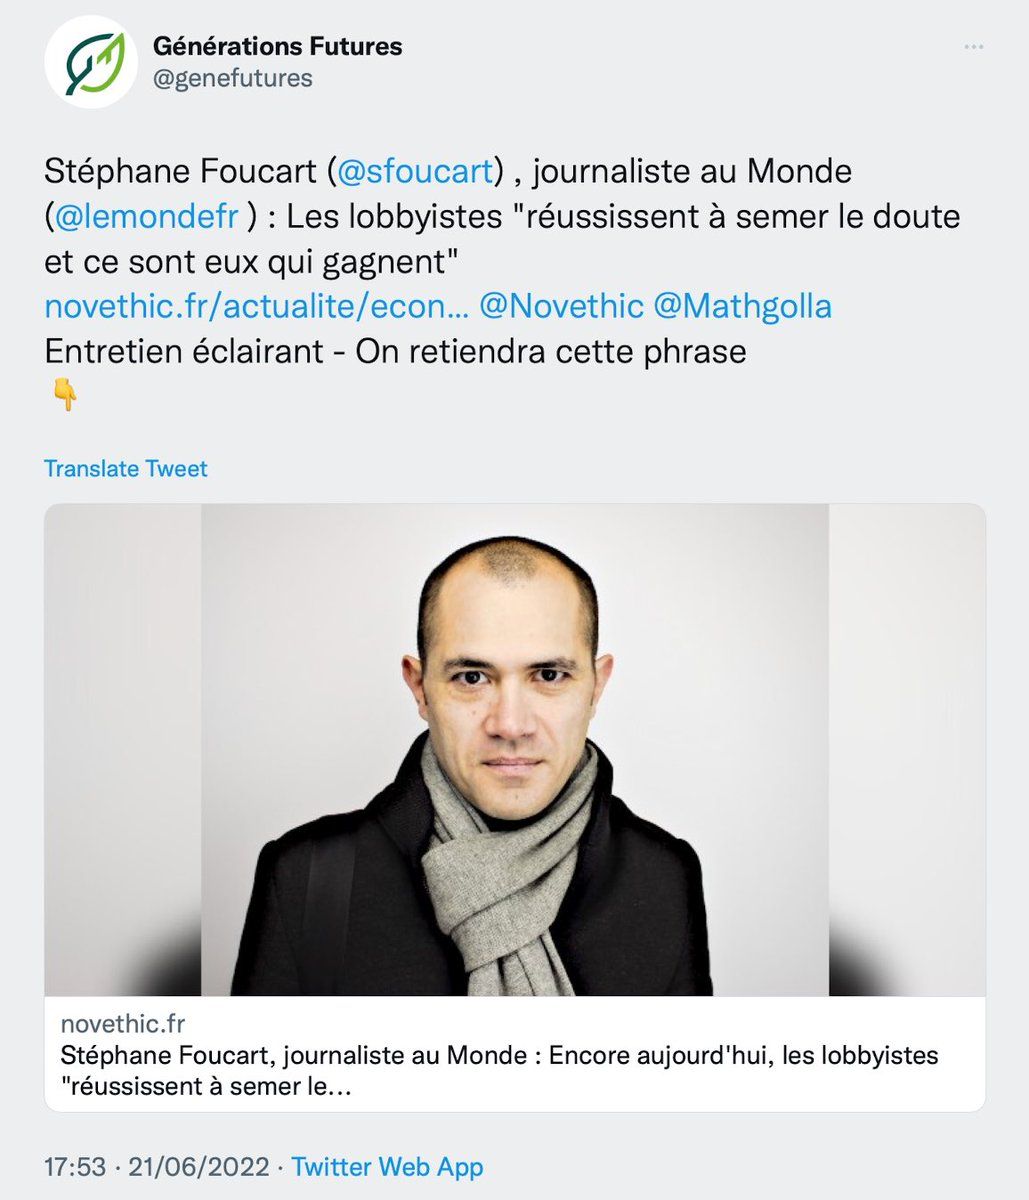 Générations Futures
@genefutures
Stéphane Foucart (@sfoucart) , journaliste au Monde
(@lemondefr ) : Les lobbyistes "réussissent à semer le doute
et ce sont eux qui gagnent"
novethic.fr/actualite/econ... @Novethic @Mathgolla
Entretien éclairant - On retiendra cette phrase
👇
Translate Tweet
novethic.fr
Stéphane Foucart, journaliste au Monde : Encore aujourd'hui, les lobbyistes
"réussissent à semer le...
17:53 · 21/06/2022 · Twitter Web App